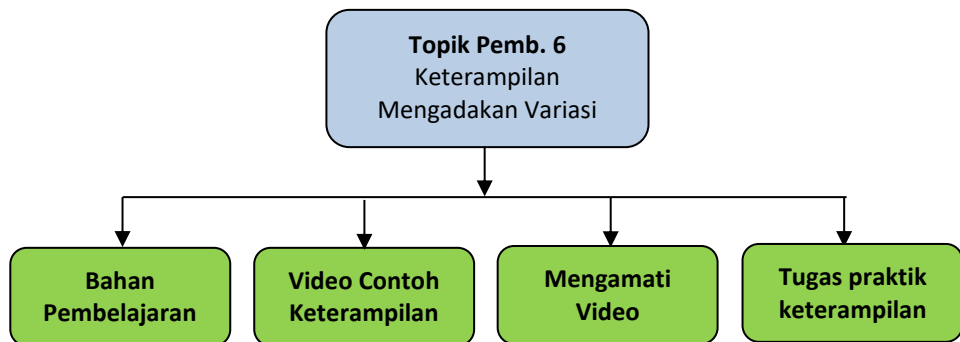 Topik Pemb. 6
Keterampilan
Mengadakan Variasi
Bahan
Pembelajaran
Video Contoh
Keterampilan
Mengamati
Video
Tugas praktik
keterampilan